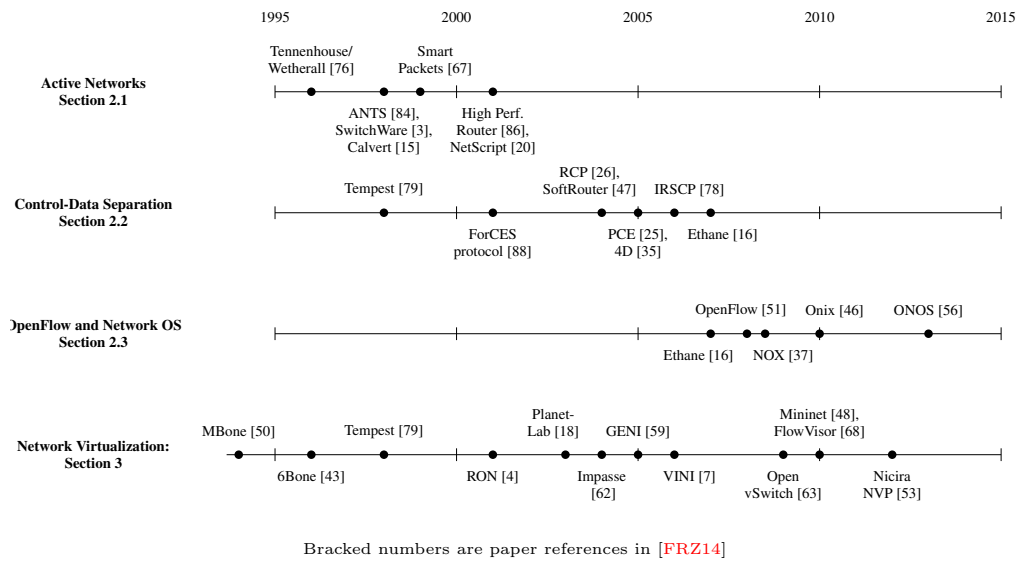 1995 2000 2005 2010 2015
Tennenhouse/
Wetherall [76]
Smart
Packets [67]
Active Networks
Section 2.1
ANTS [84],
SwitchWare [3],
Calvert [15]
High Perf.
Router [86],
NetScript [20]
Tempest [79]
RCP [26],
SoftRouter [47]
IRSCP [78]
Control-Data Separation
Section 2.2
ForCES
protocol [88]
PCE [25],
4D [35]
Ethane [16]
OpenFlow [51]
Onix [46]
ONOS [56]
OpenFlow and Network OS
Section 2.3
Ethane [16]
NOX [37]
MBone [50]
Tempest [79]
Planet-
Lab [18]
GENI [59]
Mininet [48],
FlowVisor [68]
Network Virtualization:
Section 3
6Bone [43]
RON [4]
Impasse
[62]
VINI [7]
Open
vSwitch [63]
Nicira
NVP [53]
Bracked numbers are paper references in [FRZ14]